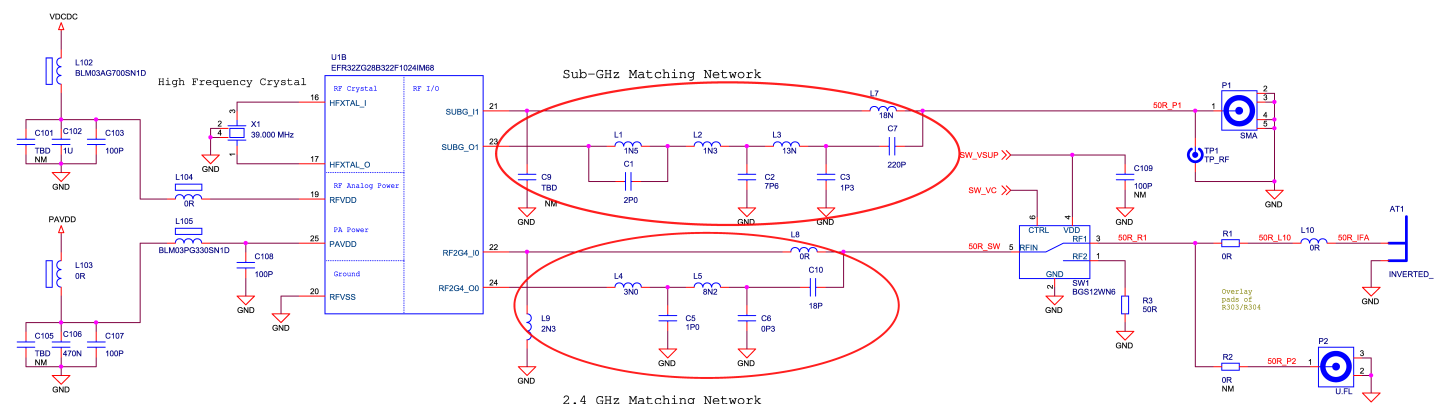 VDCDC
L102
BLM03AG700SN1D
C101
TBD
NM
C102
1U
C103
100P
GND
High Frequency Crystal
3
2
4
1
X1
39.000 MHz
GND
L104
0R
L105
BLM03PG330SN1D
PAVDD
L103
0R
C105
TBD
NM
C106
470N
C107
100P
GND
C108
100P
GND
GND
U1B
EFR32ZG28B322F1024IM68
RF Crystal
RF I/O
16
HFXTAL_I
17
HFXTAL_O
RF Analog Power
19
RFVDD
PA Power
25
PAVDD
Ground
20
RFVSS
SUBG_I1
21
SUBG_O1
23
RF2G4_I0
22
RF2G4_O0
24
Sub-GHz Matching Network
L7
18N
L1
1N5
L2
1N3
L3
13N
C7
220P
C1
2P0
C9
TBD
NM
C2
7P6
C3
1P3
GND
GND
GND
L8
0R
L4
3N0
L5
8N2
C10
18P
L9
2N3
C5
1P0
C6
0P3
GND
GND
GND
2.4 GHz Matching Network
50R_P1
P1
1
2
3
4
5
SMA
TP1
TP_RF
GND
SW_VSUP
SW_VC
C109
100P
NM
GND
50R_SW
6
4
CTRL
VDD
5
RFIN
RF1
3
RF2
1
GND
2
SW1
BGS12WN6
GND
50R_R1
R3
50R
GND
R1
0R
50R_L10
L10
0R
50R_IFA
AT1
INVERTED_
GND
Overlay
pads of
R303/R304
R2
0R
NM
50R_P2
P2
1
3
2
U.FL
GND